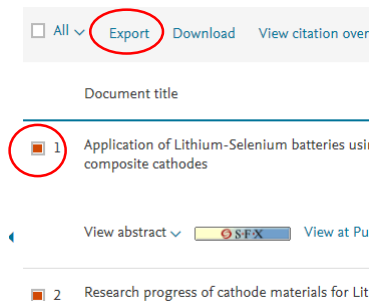 All Export Download View citation over
Document title
1 Application of Lithium-Selenium batteries usi
composite cathodes
View abstract S·F·X View at Pu
2 Research progress of cathode materials for Lit